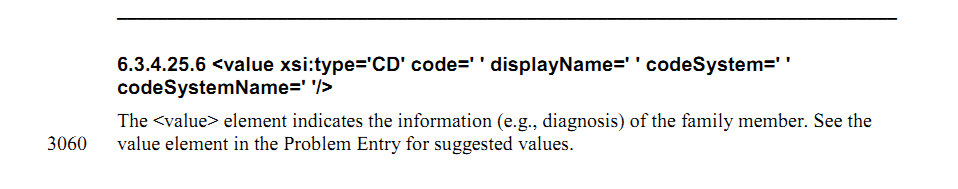 6.3.4.25.6 <value xsi:type='CD' code=' ' displayName=' ' codeSystem=' '
codeSystemName=' '/>
The <value> element indicates the information (e.g., diagnosis) of the family member. See the
3060 value element in the Problem Entry for suggested values.